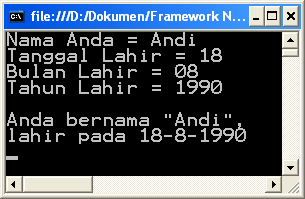 file:///D:/Dokumen/Framework N...
Nama Anda = Andi
Tanggal Lahir = 18
Bulan Lahir = 08
Tahun Lahir = 1990
Anda bernama "Andi",
lahir pada 18-8-1990